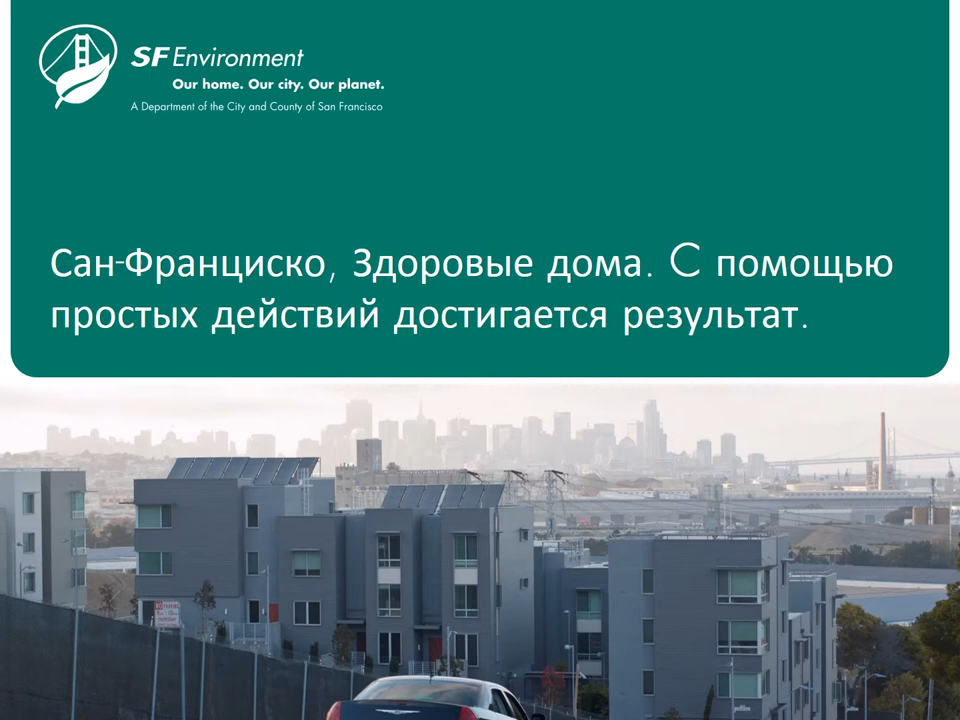 SF Environment
Our home. Our city. Our planet.
A Department of the City and County of San Francisco
Сан-Франциско, Здоровые дома. С помощью
простых действий достигается результат.